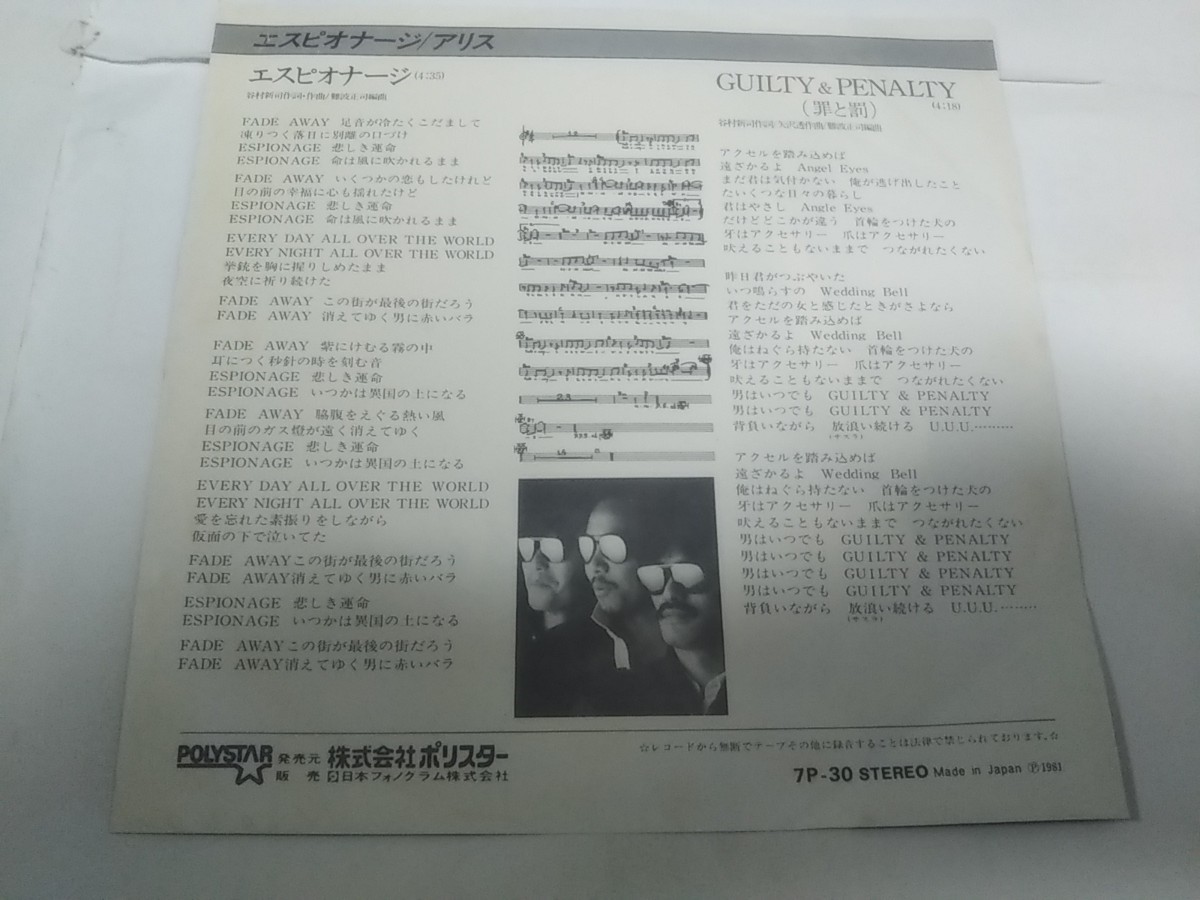 エスピオナージ/アリス
エスピオナージ(4:35)
谷村新司作詞・作曲/難波正司編曲
FADE AWAY 足音が冷たくこだまして
凍りつく落日に別離の口づけ
ESPIONAGE 悲しき運命
ESPIONAGE 命は風に吹かれるまま
FADE AWAY いくつかの恋もしたけれど
目の前の幸福に心も揺れたけど
ESPIONAGE 悲しき運命
ESPIONAGE 命は風に吹かれるまま
EVERY DAY ALL OVER THE WORLD
EVERY NIGHT ALL OVER THE WORLD
拳銃を胸に握りしめたまま
夜空に祈り続けた
FADE AWAY この街が最後の街だろう
FADE AWAY 消えてゆく男に赤いバラ
FADE AWAY 紫にけむる霧の中
耳につく秒針の時を刻む音
ESPIONAGE 悲しき運命
ESPIONAGE いつかは異国の土になる
FADE AWAY 脇腹をえぐる熱い風
目の前のガス燈が遠く消えてゆく
ESPIONAGE 悲しき運命
ESPIONAGE いつかは異国の土になる
EVERY DAY ALL OVER THE WORLD
EVERY NIGHT ALL OVER THE WORLD
愛を忘れた素振りをしながら
仮面の下で泣いてた
FADE AWAYこの街が最後の街だろう
FADE AWAY消えてゆく男に赤いバラ
ESPIONAGE 悲しき運命
ESPIONAGE いつかは異国の土になる
FADE AWAYこの街が最後の街だろう
FADE AWAY消えてゆく男に赤いバラ
GUILTY & PENALTY
(罪と罰)
(4:18)
谷村新司作詞/矢沢透作曲/難波正司編曲
アクセルを踏み込めば
遠ざかるよ Angel Eyes
まだ君は気付かない 俺が逃げ出したこと
たいくつな日々の暮らし
君はやさし Angle Eyes
だけどどこかが違う 首輪をつけた犬の
牙はアクセサリー 爪はアクセサリー
吠えることもないままで つながれたくない
昨日君がつぶやいた
いつ鳴らすの Wedding Bell
君をただの女と感じたときがさよなら
アクセルを踏み込めば
遠ざかるよ Wedding Bell
俺はねぐら持たない 首輪をつけた犬の
牙はアクセサリー 爪はアクセサリー
吠えることもないままで つながれたくない
男はいつでも GUILTY & PENALTY
男はいつでも GUILTY & PENALTY
背負いながら 放浪い続ける U.U.U.………
(サスラ)
アクセルを踏み込めば
遠ざかるよ Wedding Bell
俺はねぐら持たない 首輪をつけた犬の
牙はアクセサリー 爪はアクセサリー
吠えることもないままで つながれたくない
男はいつでも GUILTY & PENALTY
男はいつでも GUILTY & PENALTY
男はいつでも GUILTY & PENALTY
男はいつでも GUILTY & PENALTY
背負いながら 放浪い続ける U.U.U.………
(サスラ)
POLYSTAR 発売元 株式会社ポリスター
販売 日本フォノグラム株式会社
☆レコードから無断でテープその他に録音することは法律で禁じられております。☆
7P-30 STEREO Made in Japan Ⓟ1981